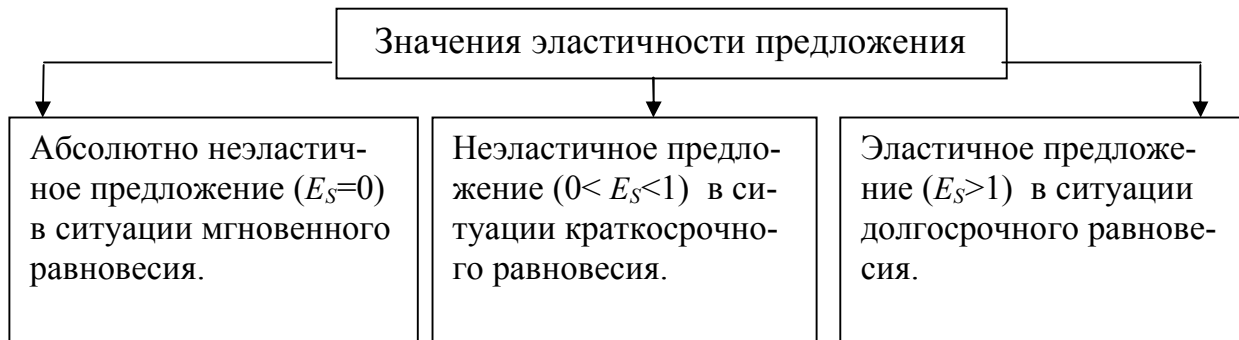 Значения эластичности предложения
Абсолютно неэластич-
ное предложение (E_S=0)
в ситуации мгновенного
равновесия.
Неэластичное предло-
жение (0< E_S<1) в си-
туации краткосрочно-
го равновесия.
Эластичное предложе-
ние (E_S>1) в ситуации
долгосрочного равнове-
сия.